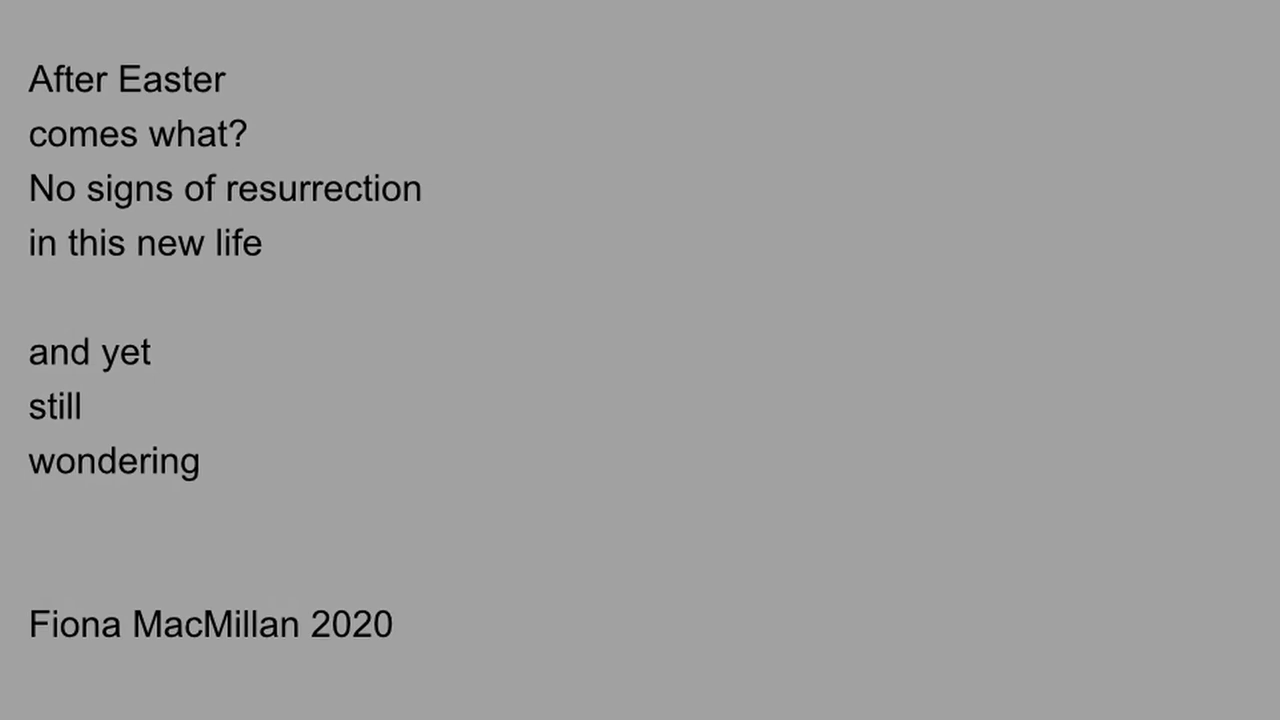 After Easter
comes what?
No signs of resurrection
in this new life
and yet
still
wondering
Fiona MacMillan 2020